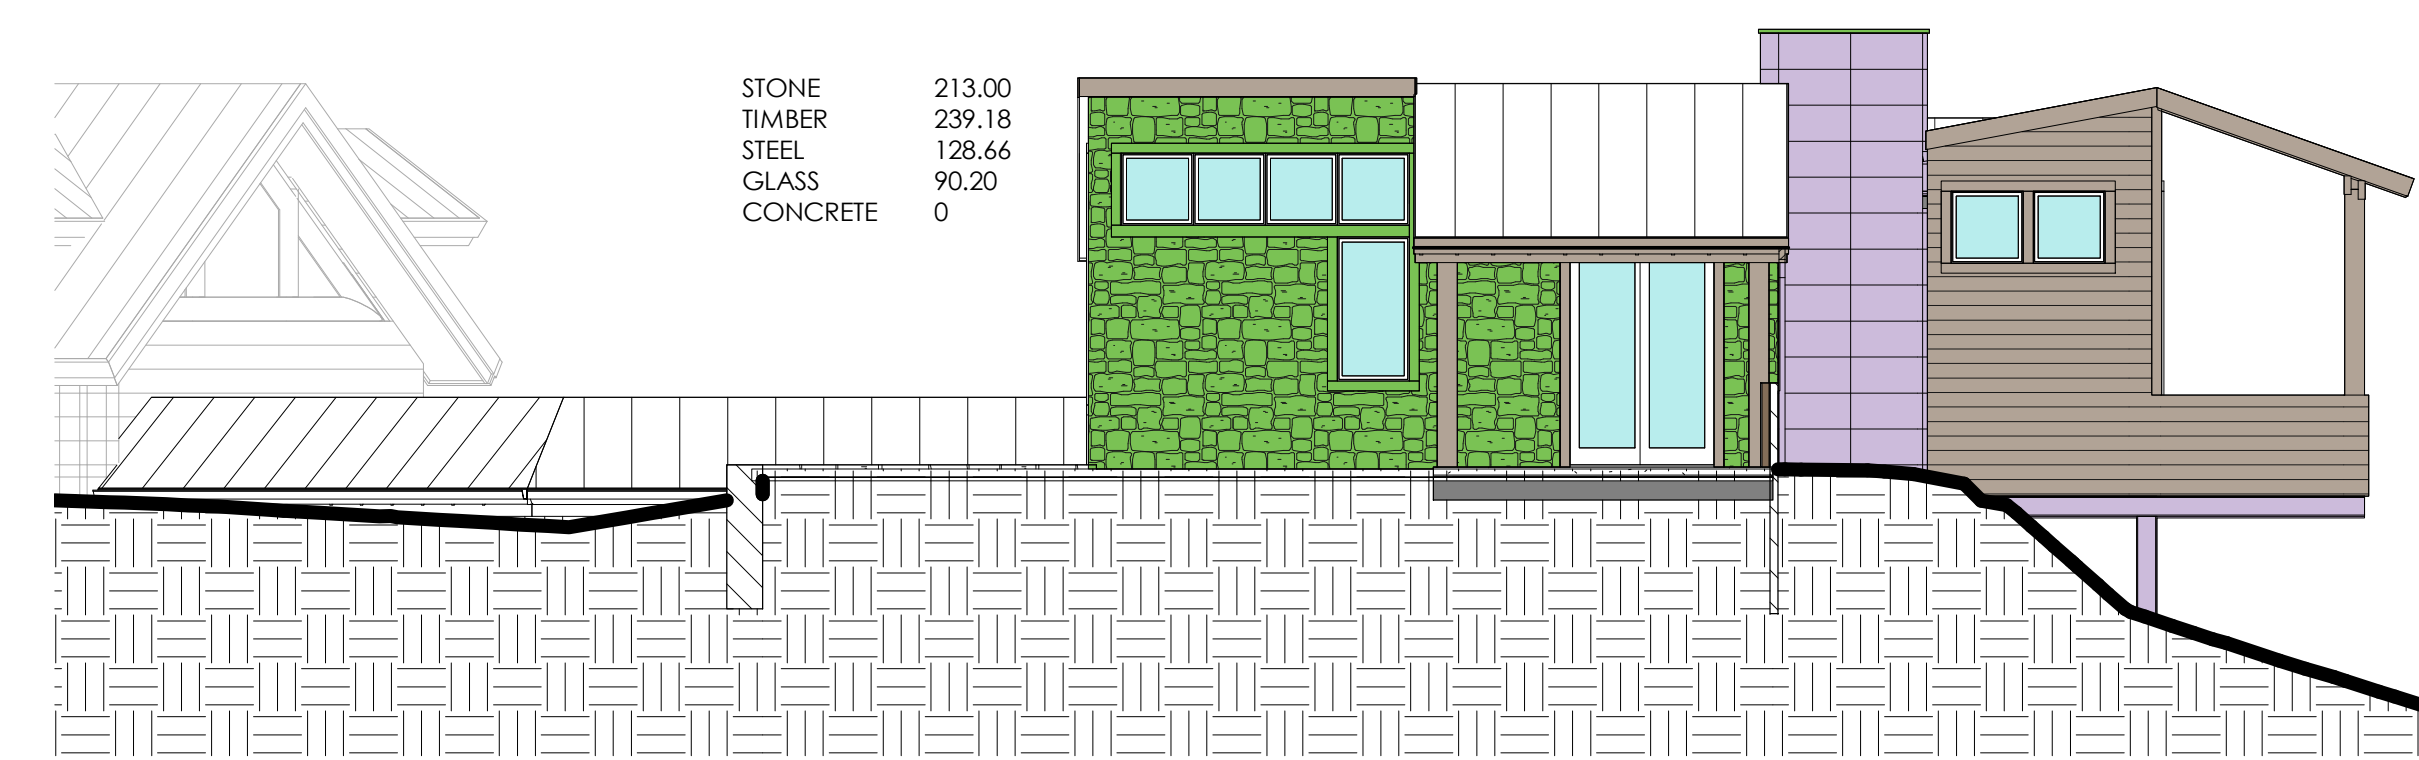 STONE 213.00
TIMBER 239.18
STEEL 128.66
GLASS 90.20
CONCRETE 0